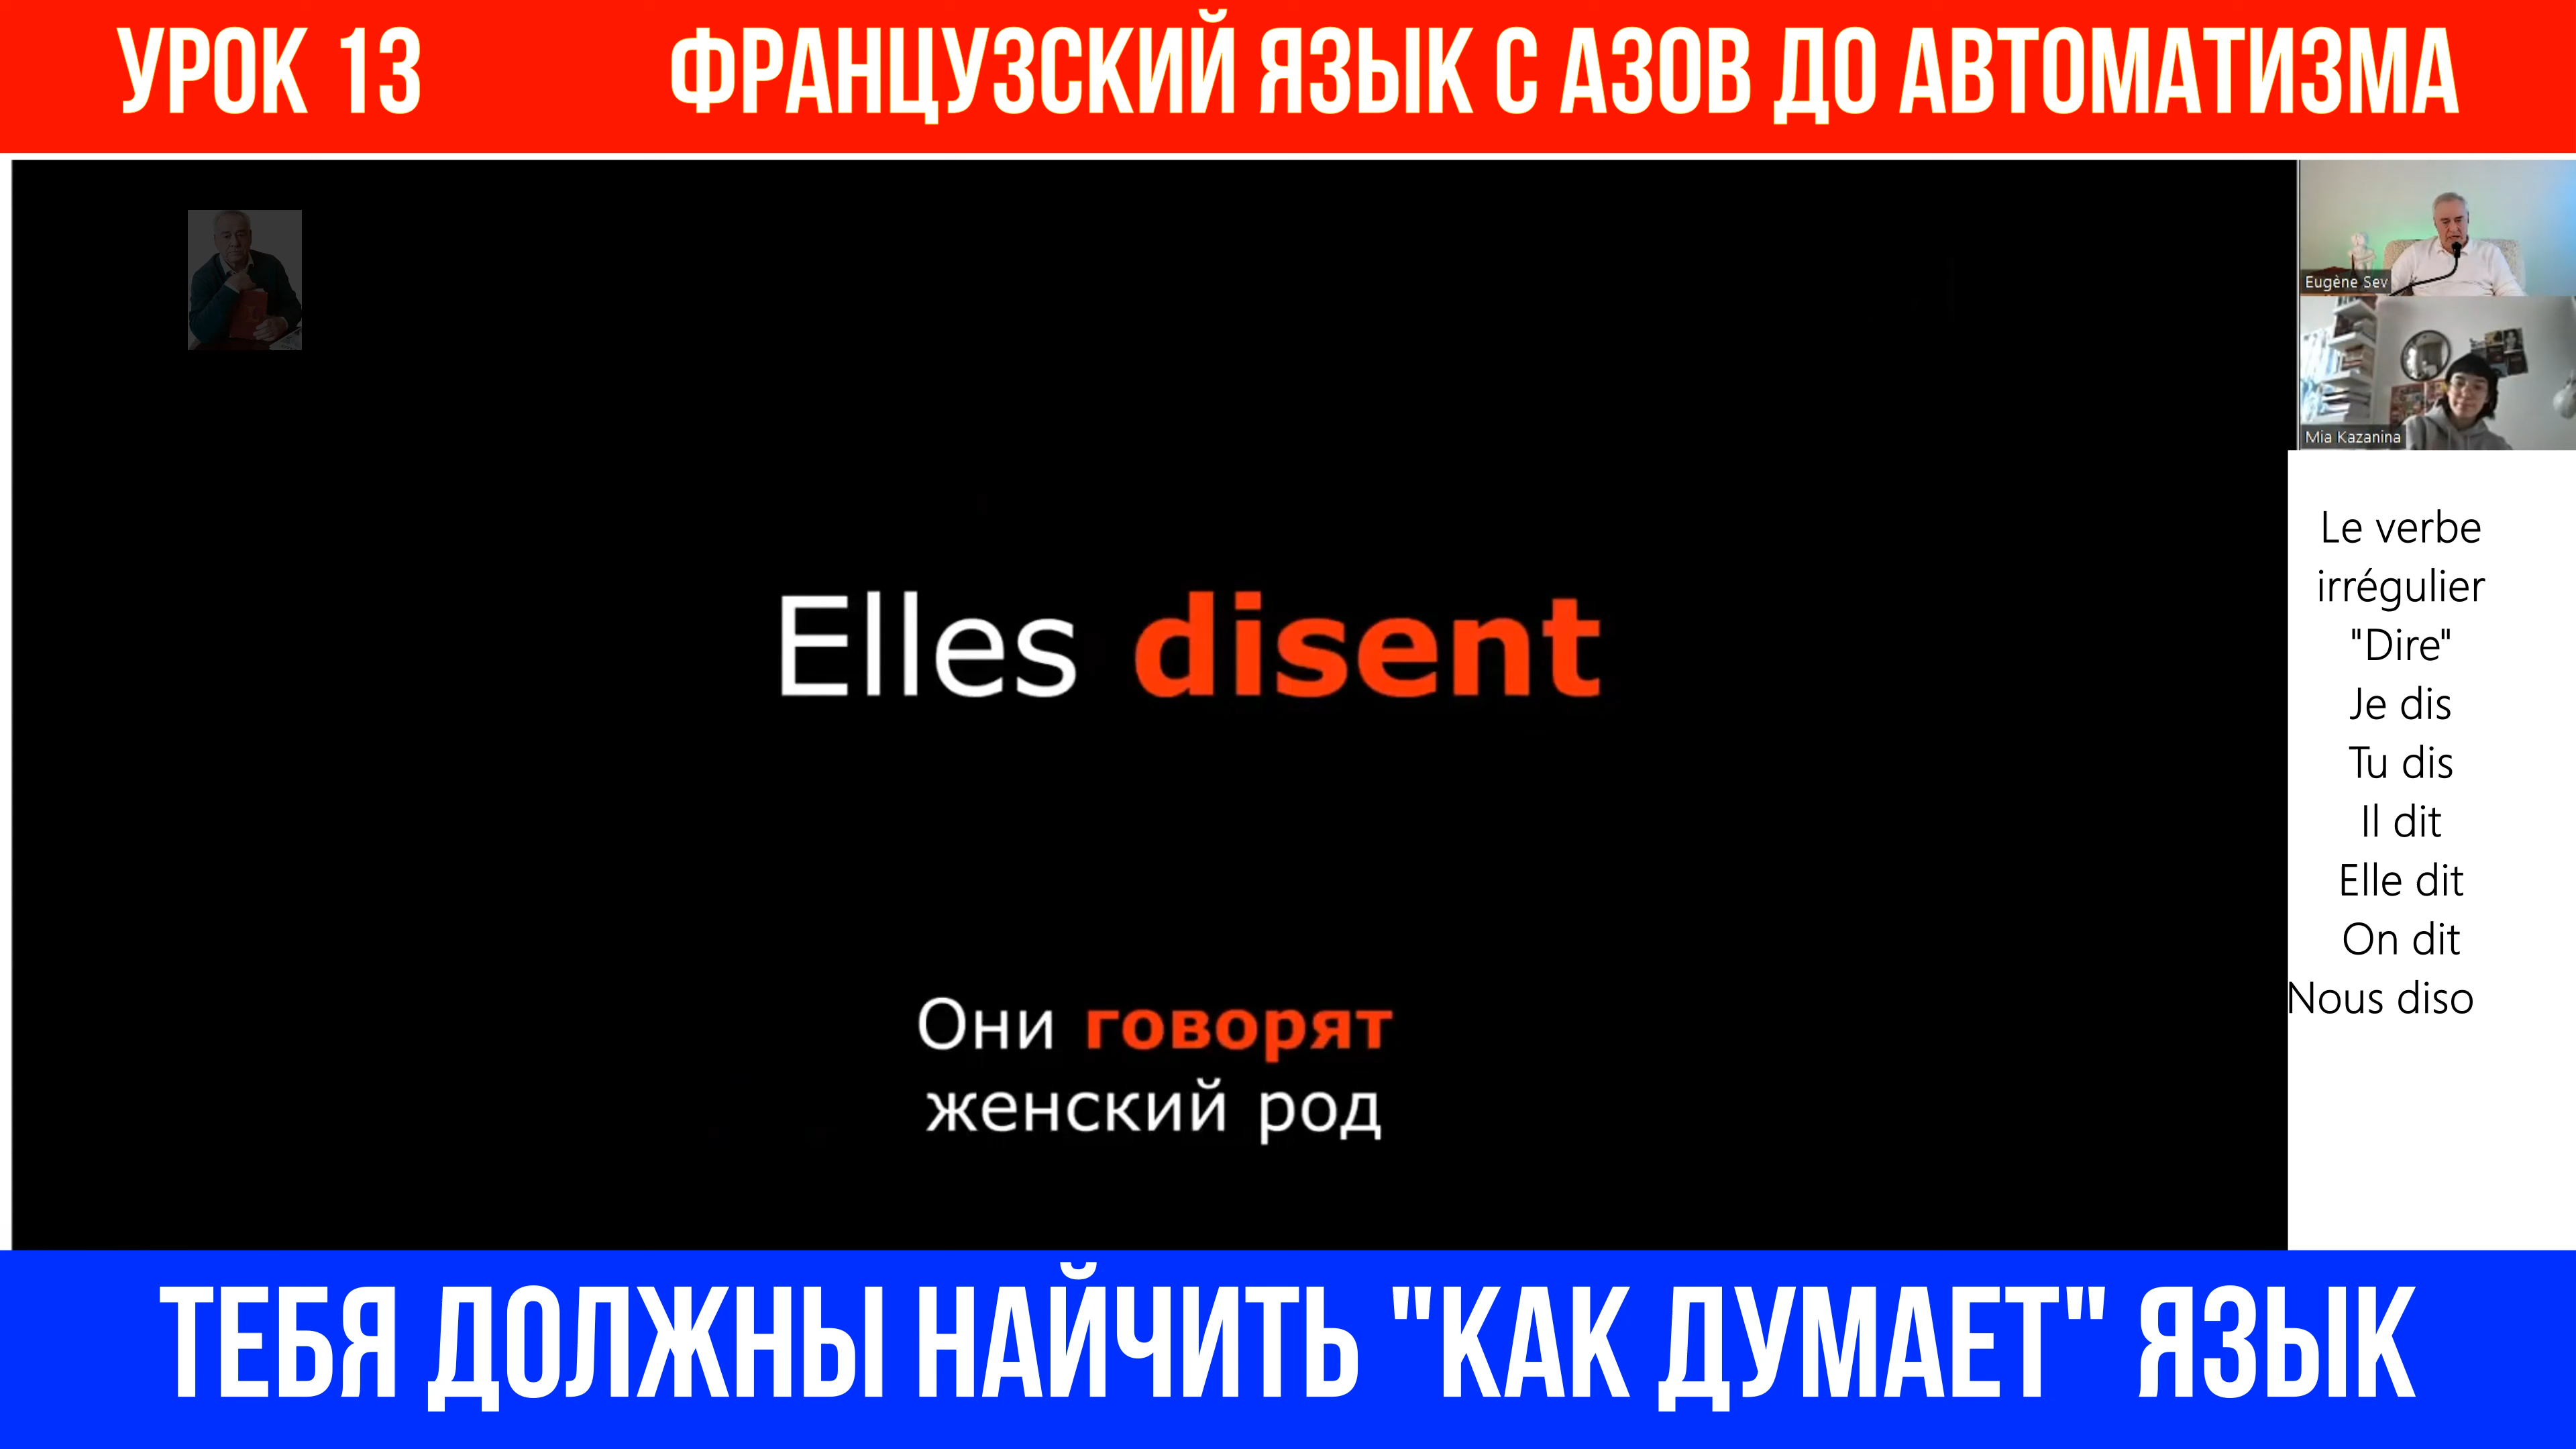 УРОК 13 ФРАНЦУЗСКИЙ ЯЗЫК С АЗОВ ДО АВТОМАТИЗМА
Eugène Sev
Mia Kazanina
Elles disent
Они говорят
женский род
Le verbe
irrégulier
"Dire"
Je dis
Tu dis
Il dit
Elle dit
On dit
Nous diso
ТЕБЯ ДОЛЖНЫ НАЙЧИТЬ "КАК ДУМАЕТ" ЯЗЫК